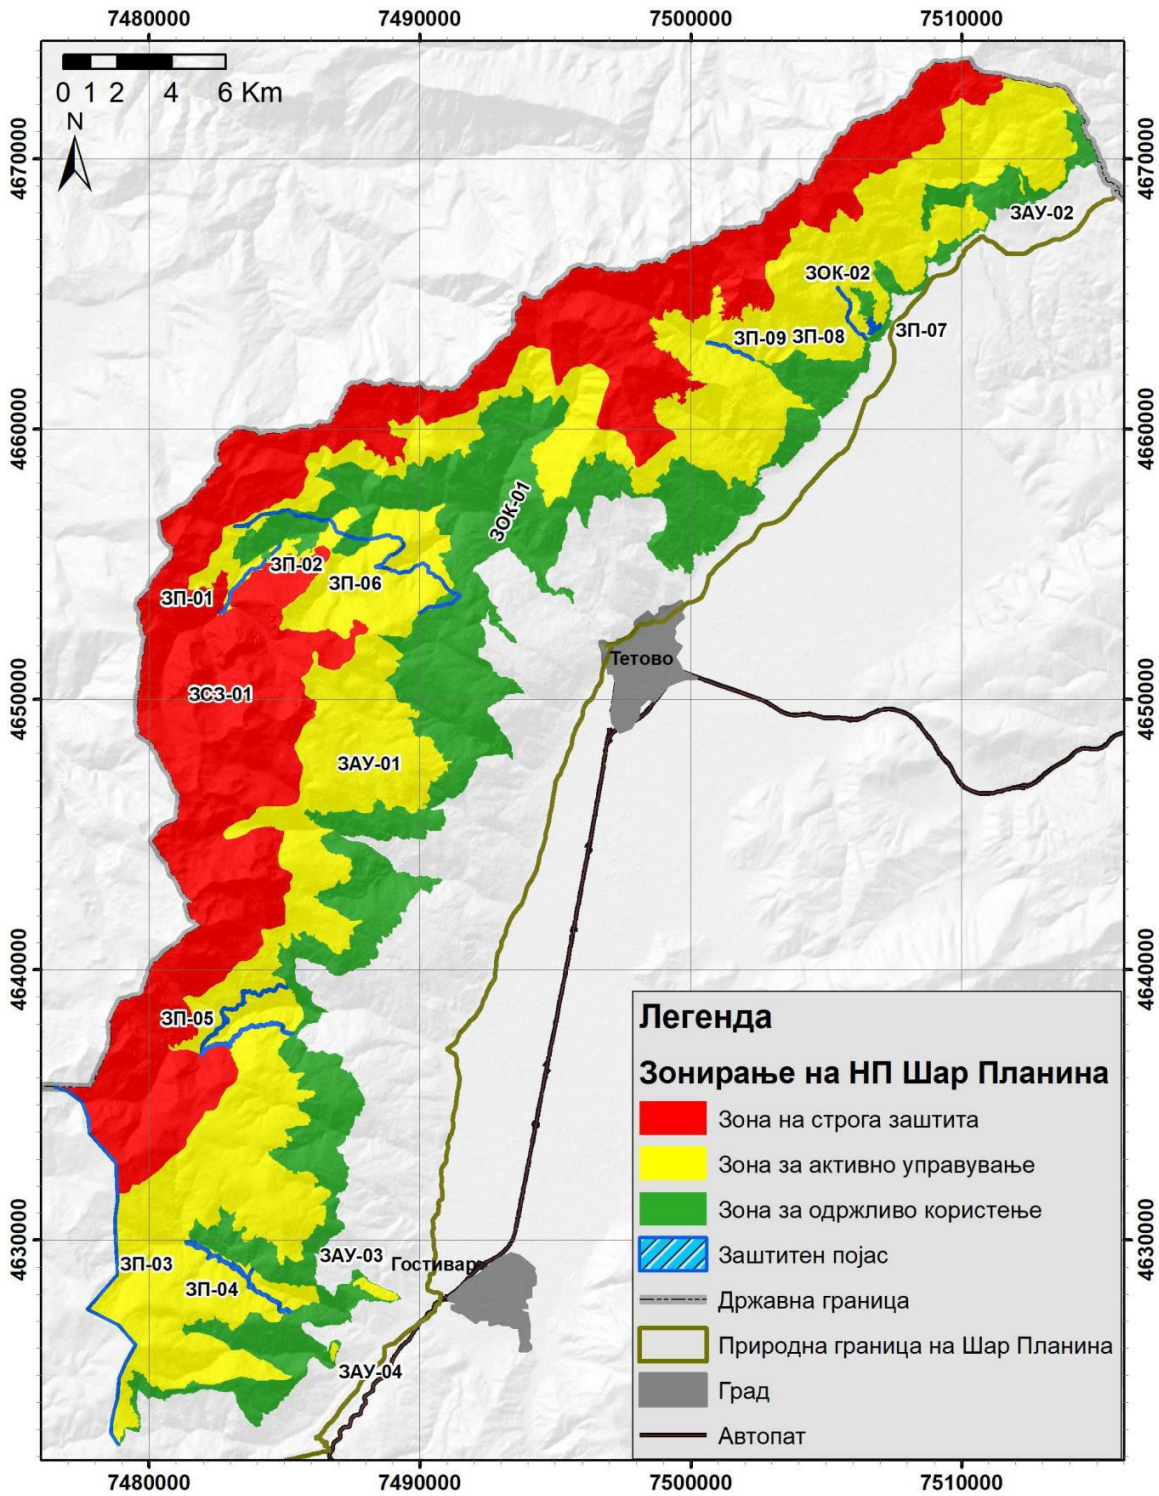 7480000 7490000 7500000 7510000
0 1 2 4 6 Km
N
4670000 4670000
ЗАУ-02
ЗОК-02
ЗП-09 ЗП-08 ЗП-07
4660000 4660000
ЗОК-01
ЗП-02
ЗП-06
ЗП-01
Тетово
ЗСЗ-01
4650000 4650000
ЗАУ-01
4640000 4640000
ЗП-05
Легенда
Зонирање на НП Шар Планина
Зона на строга заштита
Зона за активно управување
Зона за одржливо користење
Заштитен појас
Државна граница
Природна граница на Шар Планина
Град
Автопат
4630000 4630000
ЗАУ-03
Гостивар
ЗП-03
ЗП-04
ЗАУ-04
7480000 7490000 7500000 7510000